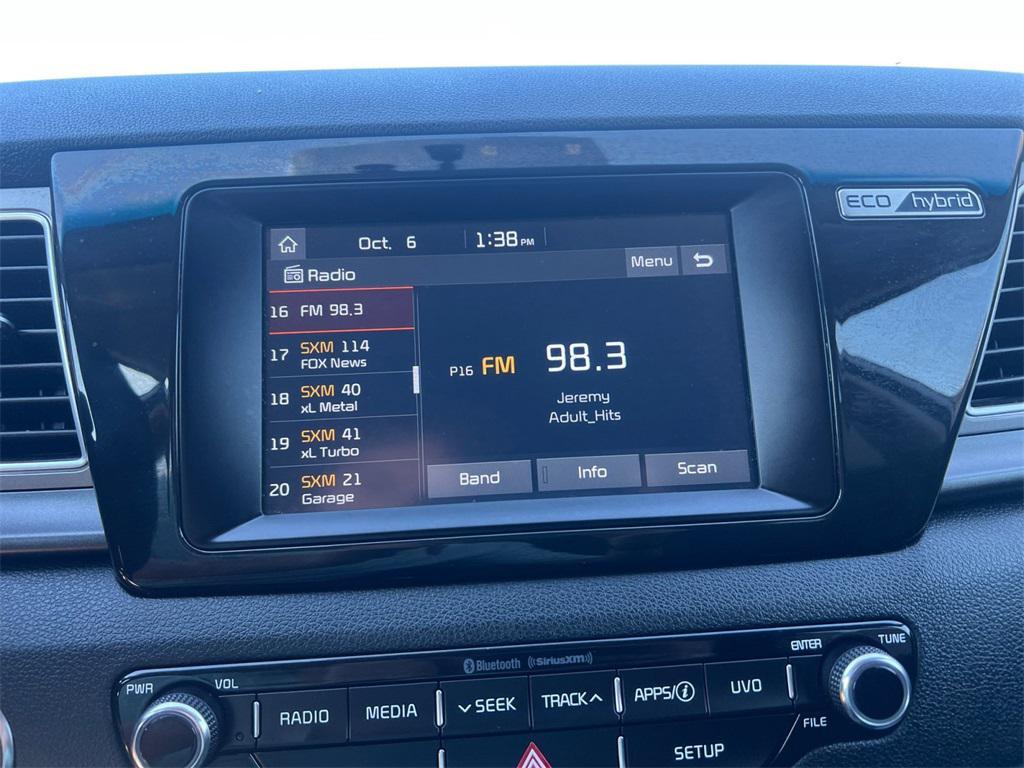 ECO hybrid
Oct. 6 1:38 PM
Radio Menu
16 FM 98.3
17 SXM 114
FOX News
18 SXM 40
xL Metal
19 SXM 41
xL Turbo
20 SXM 21
Garage
P16 FM 98.3
Jeremy
Adult_Hits
Band Info Scan
Bluetooth SiriusXM
PWR VOL
RADIO MEDIA SEEK TRACK APPS/i UVO
ENTER TUNE
FILE
SETUP